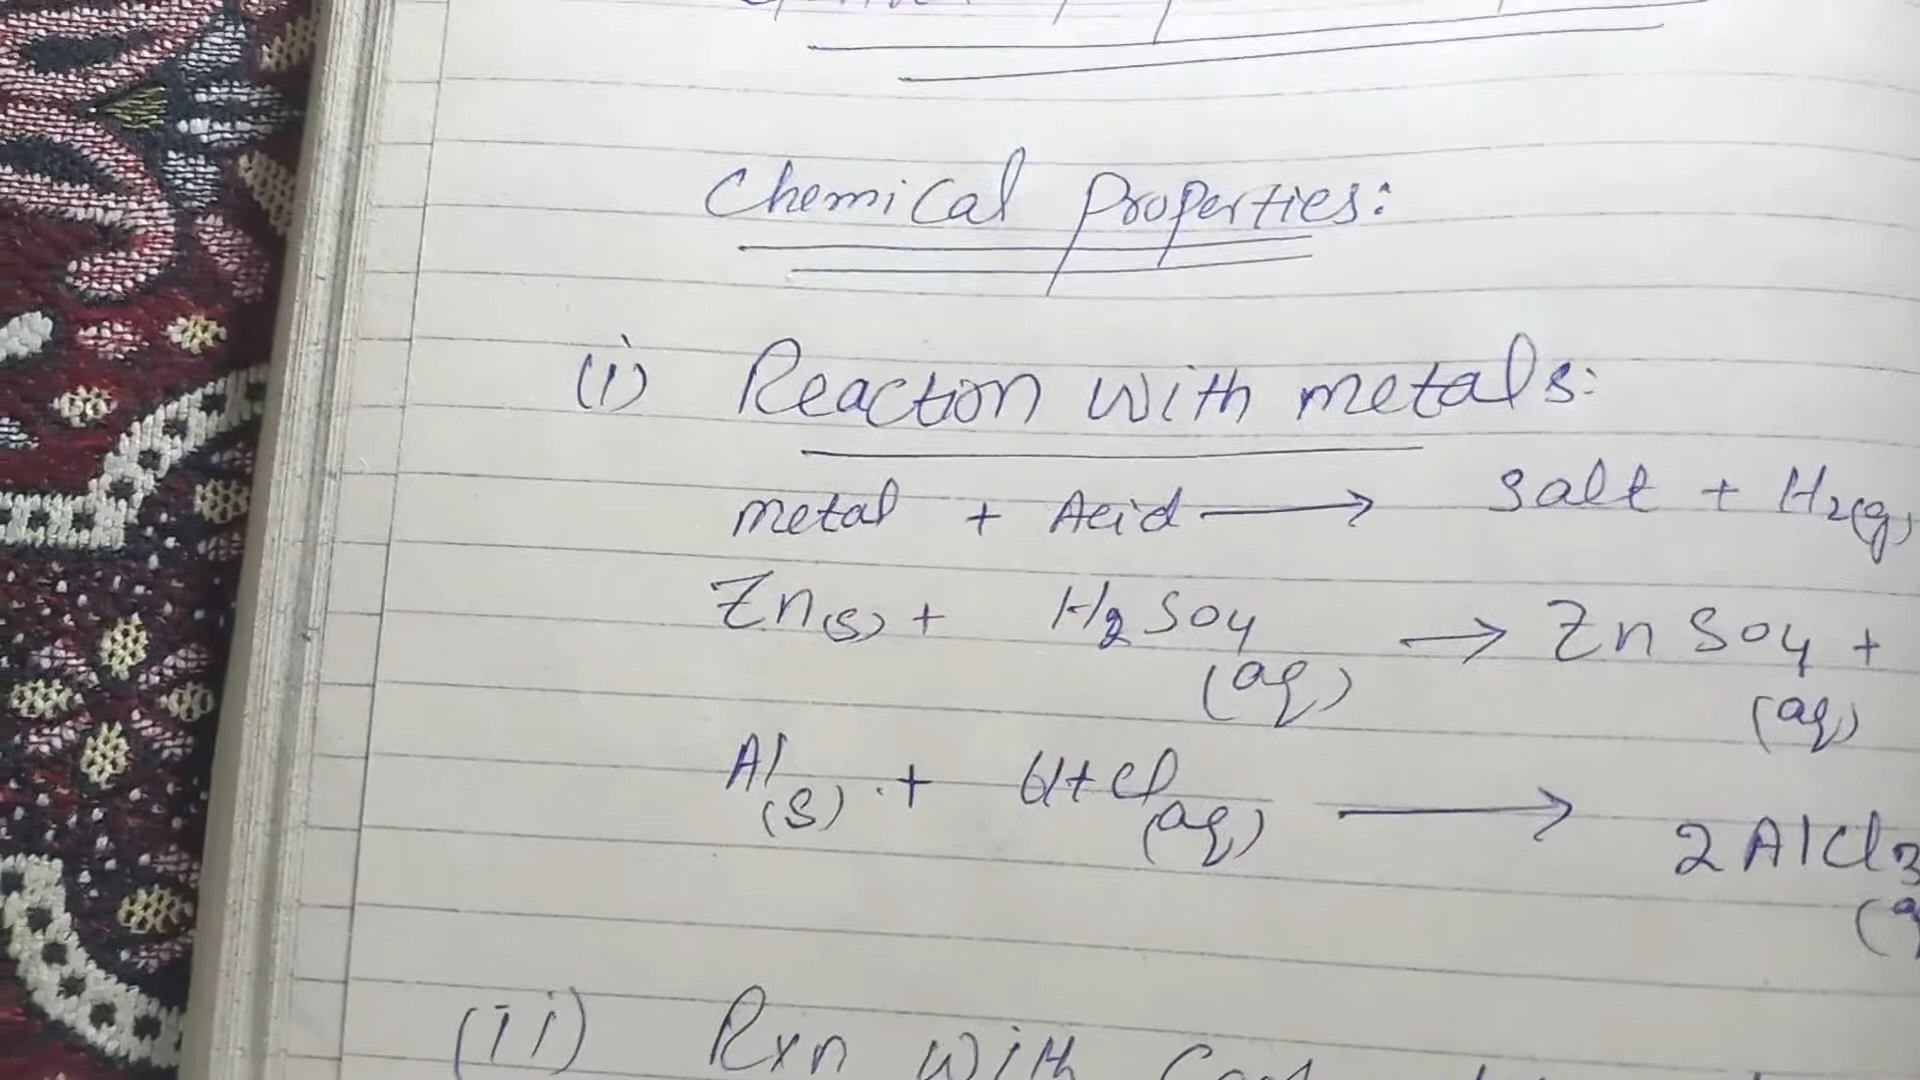 Chemical Properties:
(i) Reaction with metals:
metal + Acid ⟶ Salt + H2(g)
Zn(s) + H2SO4(aq) → ZnSO4(aq) +
Al(s) + 6HCl(aq) ⟶ 2AlCl3
(ii) Rxn with